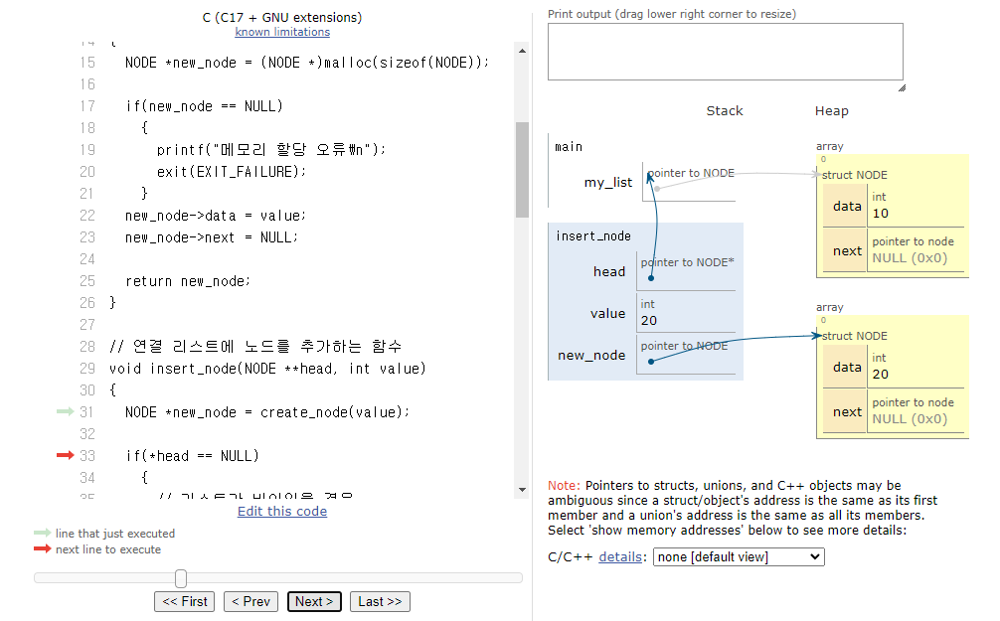 C (C17 + GNU extensions)
known limitations
14 {
15 NODE *new_node = (NODE *)malloc(sizeof(NODE));
16
17 if(new_node == NULL)
18 {
19 printf("메모리 할당 오류₩n");
20 exit(EXIT_FAILURE);
21 }
22 new_node->data = value;
23 new_node->next = NULL;
24
25 return new_node;
26 }
27
28 // 연결 리스트에 노드를 추가하는 함수
29 void insert_node(NODE **head, int value)
30 {
31 NODE *new_node = create_node(value);
32
33 if(*head == NULL)
34 {
35 // 리스트가 비어있을 경우
Edit this code
line that just executed
next line to execute
<< First
< Prev
Next >
Last >>
Print output (drag lower right corner to resize)
Stack
Heap
main
my_list
pointer to NODE
insert_node
head
pointer to NODE*
value
int
20
new_node
pointer to NODE
array
0
struct NODE
data
int
10
next
pointer to node
NULL (0x0)
array
0
struct NODE
data
int
20
next
pointer to node
NULL (0x0)
Note: Pointers to structs, unions, and C++ objects may be
ambiguous since a struct/object's address is the same as its first
member and a union's address is the same as all its members.
Select 'show memory addresses' below to see more details:
C/C++ details: none [default view]